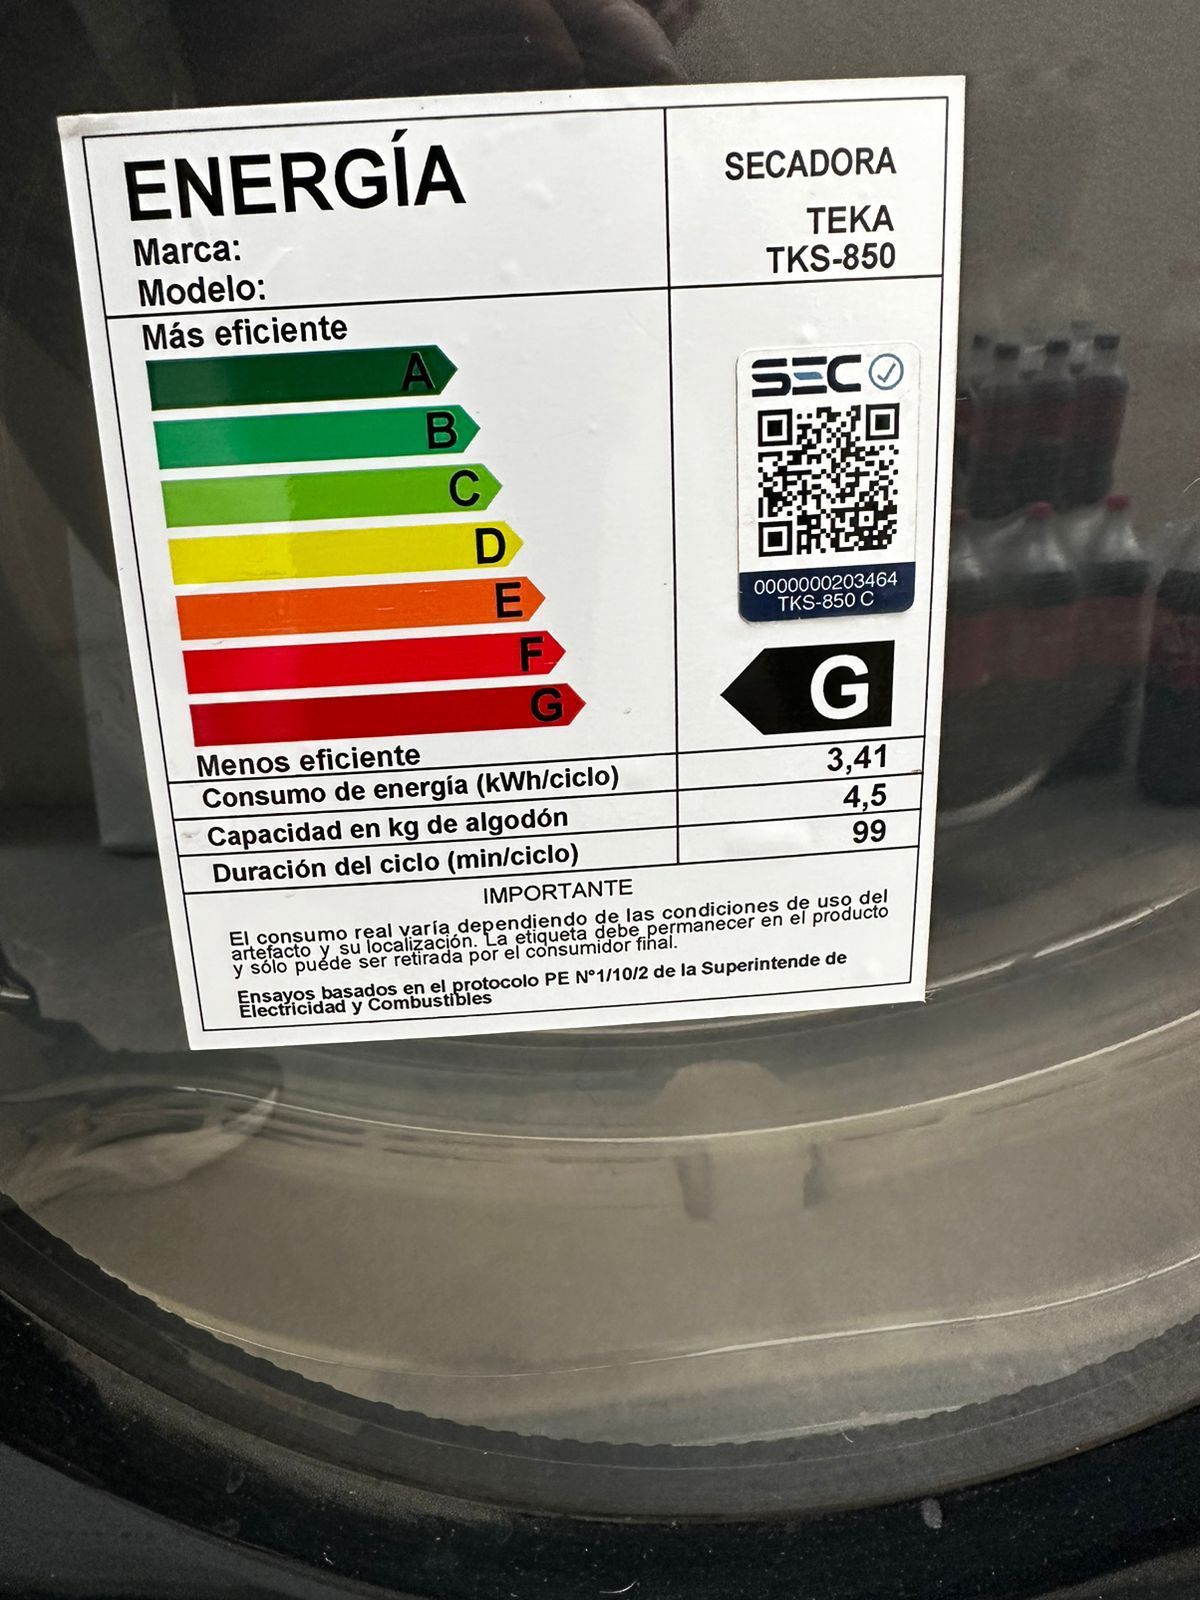 ENERGÍA
SECADORA
Marca:
TEKA
Modelo:
TKS-850
Más eficiente
A
B
C
D
E
F
G
Menos eficiente
SEC
0000000203464
TKS-850 C
G
Consumo de energía (kWh/ciclo) 3,41
Capacidad en kg de algodón 4,5
Duración del ciclo (min/ciclo) 99
IMPORTANTE
El consumo real varía dependiendo de las condiciones de uso del
artefacto y su localización. La etiqueta debe permanecer en el producto
y sólo puede ser retirada por el consumidor final.
Ensayos basados en el protocolo PE N°1/10/2 de la Superintende de
Electricidad y Combustibles